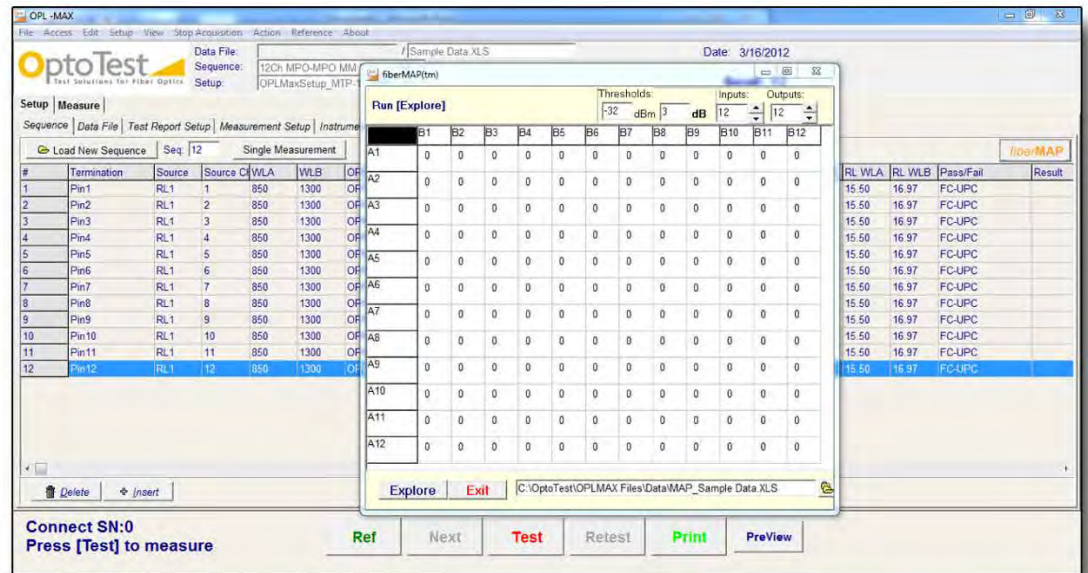 OPL -MAX
File Access Edit Setup View Stop Acquisition Action Reference About
OptoTest
Test Solutions for Fiber Optics
Data File: / Sample Data.XLS Date: 3/16/2012
Sequence: 12Ch MPO-MPO MM
Setup: OPLMaxSetup_MTP-1
Setup Measure
Sequence Data File Test Report Setup Measurement Setup Instrume
Load New Sequence Seq: 12 Single Measurement
fiberMAP
# Termination Source Source Cl WLA WLB OP RL WLA RL WLB Pass/Fail Result
1 Pin1 RL1 1 850 1300 OP 15.50 16.97 FC-UPC
2 Pin2 RL1 2 850 1300 OP 15.50 16.97 FC-UPC
3 Pin3 RL1 3 850 1300 OP 15.50 16.97 FC-UPC
4 Pin4 RL1 4 850 1300 OP 15.50 16.97 FC-UPC
5 Pin5 RL1 5 850 1300 OP 15.50 16.97 FC-UPC
6 Pin6 RL1 6 850 1300 OP 15.50 16.97 FC-UPC
7 Pin7 RL1 7 850 1300 OP 15.50 16.97 FC-UPC
8 Pin8 RL1 8 850 1300 OP 15.50 16.97 FC-UPC
9 Pin9 RL1 9 850 1300 OP 15.50 16.97 FC-UPC
10 Pin10 RL1 10 850 1300 OP 15.50 16.97 FC-UPC
11 Pin11 RL1 11 850 1300 OP 15.50 16.97 FC-UPC
12 Pin12 RL1 12 850 1300 OP 15.50 16.97 FC-UPC
Delete Insert
fiberMAP(tm)
Run [Explore]
Thresholds: Inputs: Outputs:
-32 dBm 3 dB 12 12
B1 B2 B3 B4 B5 B6 B7 B8 B9 B10 B11 B12
A1 0 0 0 0 0 0 0 0 0 0 0 0
A2 0 0 0 0 0 0 0 0 0 0 0 0
A3 0 0 0 0 0 0 0 0 0 0 0 0
A4 0 0 0 0 0 0 0 0 0 0 0 0
A5 0 0 0 0 0 0 0 0 0 0 0 0
A6 0 0 0 0 0 0 0 0 0 0 0 0
A7 0 0 0 0 0 0 0 0 0 0 0 0
A8 0 0 0 0 0 0 0 0 0 0 0 0
A9 0 0 0 0 0 0 0 0 0 0 0 0
A10 0 0 0 0 0 0 0 0 0 0 0 0
A11 0 0 0 0 0 0 0 0 0 0 0 0
A12 0 0 0 0 0 0 0 0 0 0 0 0
Explore Exit C:\OptoTest\OPLMAX Files\Data\MAP_Sample Data.XLS
Connect SN:0
Press [Test] to measure
Ref Next Test Retest Print PreView